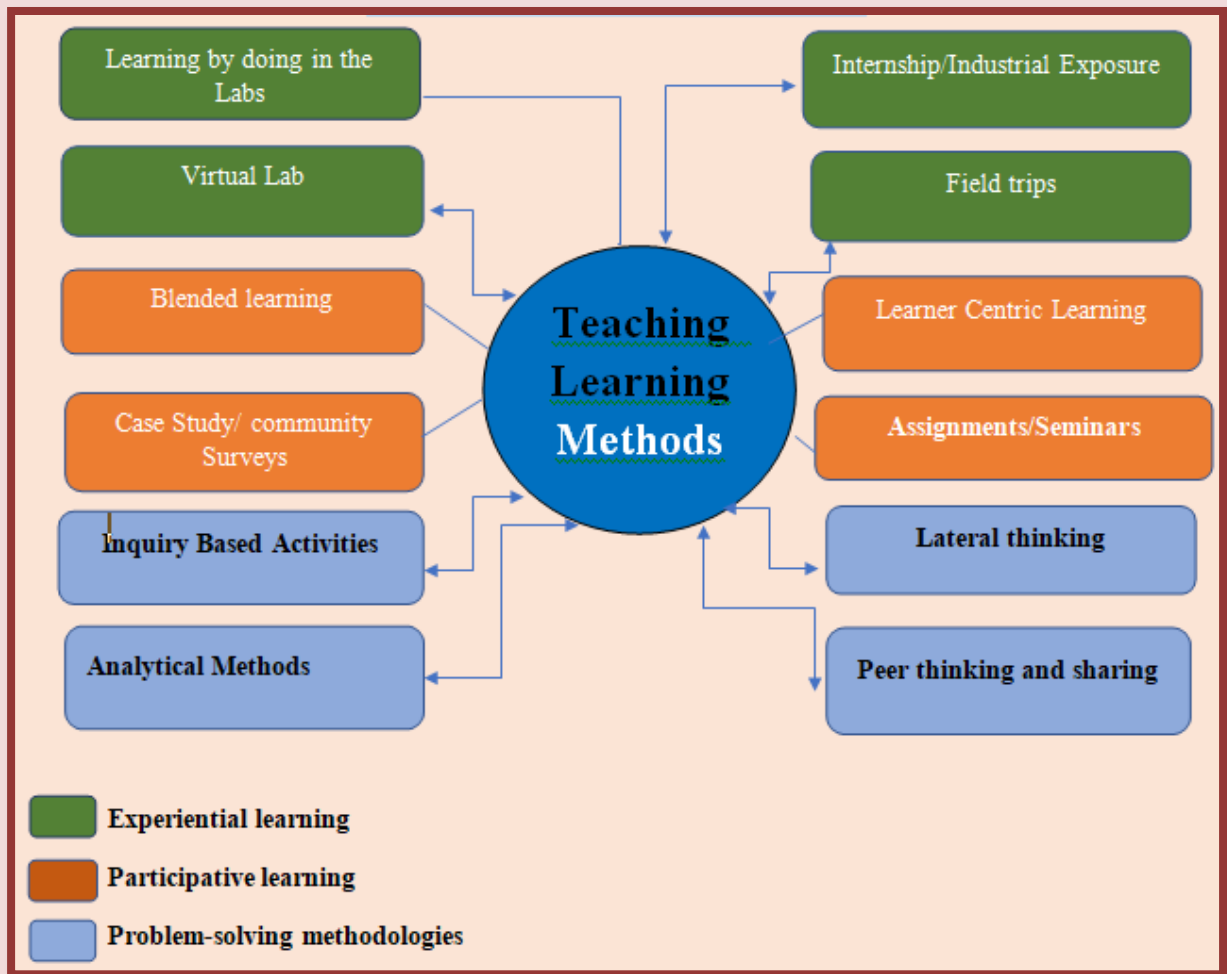 Learning by doing in the
Labs
Internship/Industrial Exposure
Virtual Lab
Field trips
Blended learning
Learner Centric Learning
Teaching
Learning
Methods
Case Study/ community
Surveys
Assignments/Seminars
Inquiry Based Activities
Lateral thinking
Analytical Methods
Peer thinking and sharing
Experiential learning
Participative learning
Problem-solving methodologies